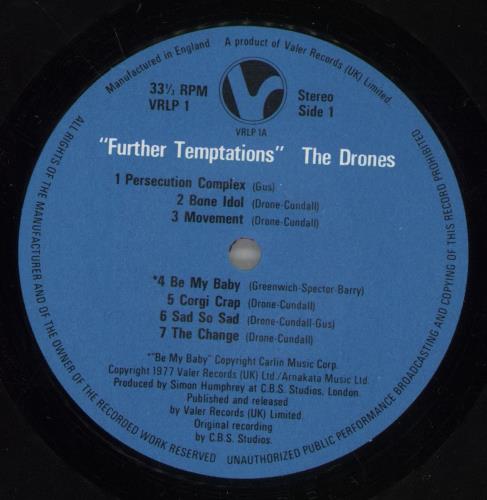 Manufactured in England A product of Valer Records (UK) Limited.
33⅓ RPM
VRLP 1
V
Stereo
Side 1
VRLP 1A
"Further Temptations" The Drones
1 Persecution Complex (Gus)
2 Bone Idol (Drone-Cundall)
3 Movement (Drone-Cundall)
*4 Be My Baby (Greenwich-Spector-Barry)
5 Corgi Crap (Drone-Cundall)
6 Sad So Sad (Drone-Cundall-Gus)
7 The Change (Drone-Cundall)
*"Be My Baby" Copyright Carlin Music Corp.
Copyright 1977 Valer Records (UK) Ltd./Arnakata Music Ltd.
Produced by Simon Humphrey at C.B.S. Studios, London.
Published and released
by Valer Records (UK) Limited.
Original recording
by C.B.S. Studios.
ALL RIGHTS OF THE MANUFACTURER AND OF THE OWNER OF THE RECORDED WORK RESERVED UNAUTHORIZED PUBLIC PERFORMANCE BROADCASTING AND COPYING OF THIS RECORD PROHIBITED